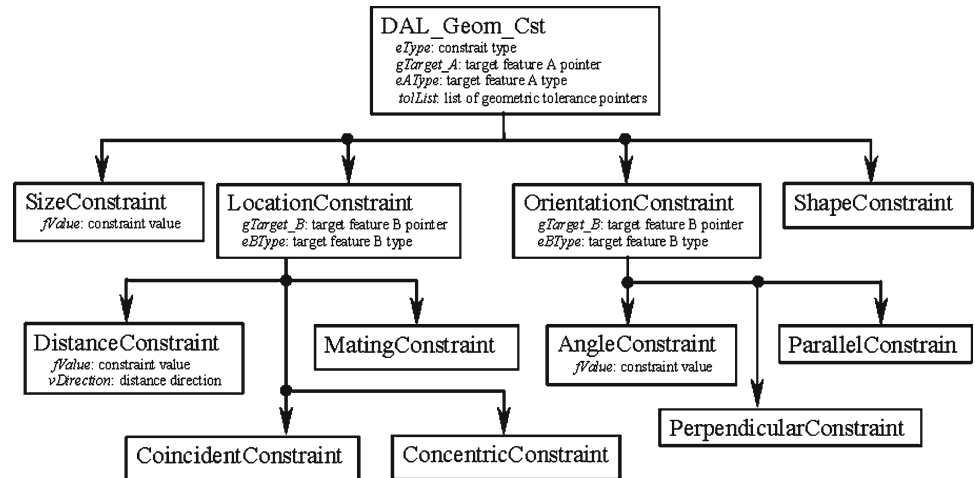 DAL_Geom_Cst
eType: constrait type
gTarget_A: target feature A pointer
eAType: target feature A type
tolList: list of geometric tolerance pointers
SizeConstraint
fValue: constraint value
LocationConstraint
gTarget_B: target feature B pointer
eBType: target feature B type
OrientationConstraint
gTarget_B: target feature B pointer
eBType: target feature B type
ShapeConstraint
DistanceConstraint
fValue: constraint value
vDirection: distance direction
MatingConstraint
AngleConstraint
fValue: constraint value
ParallelConstrain
CoincidentConstraint
ConcentricConstraint
PerpendicularConstraint